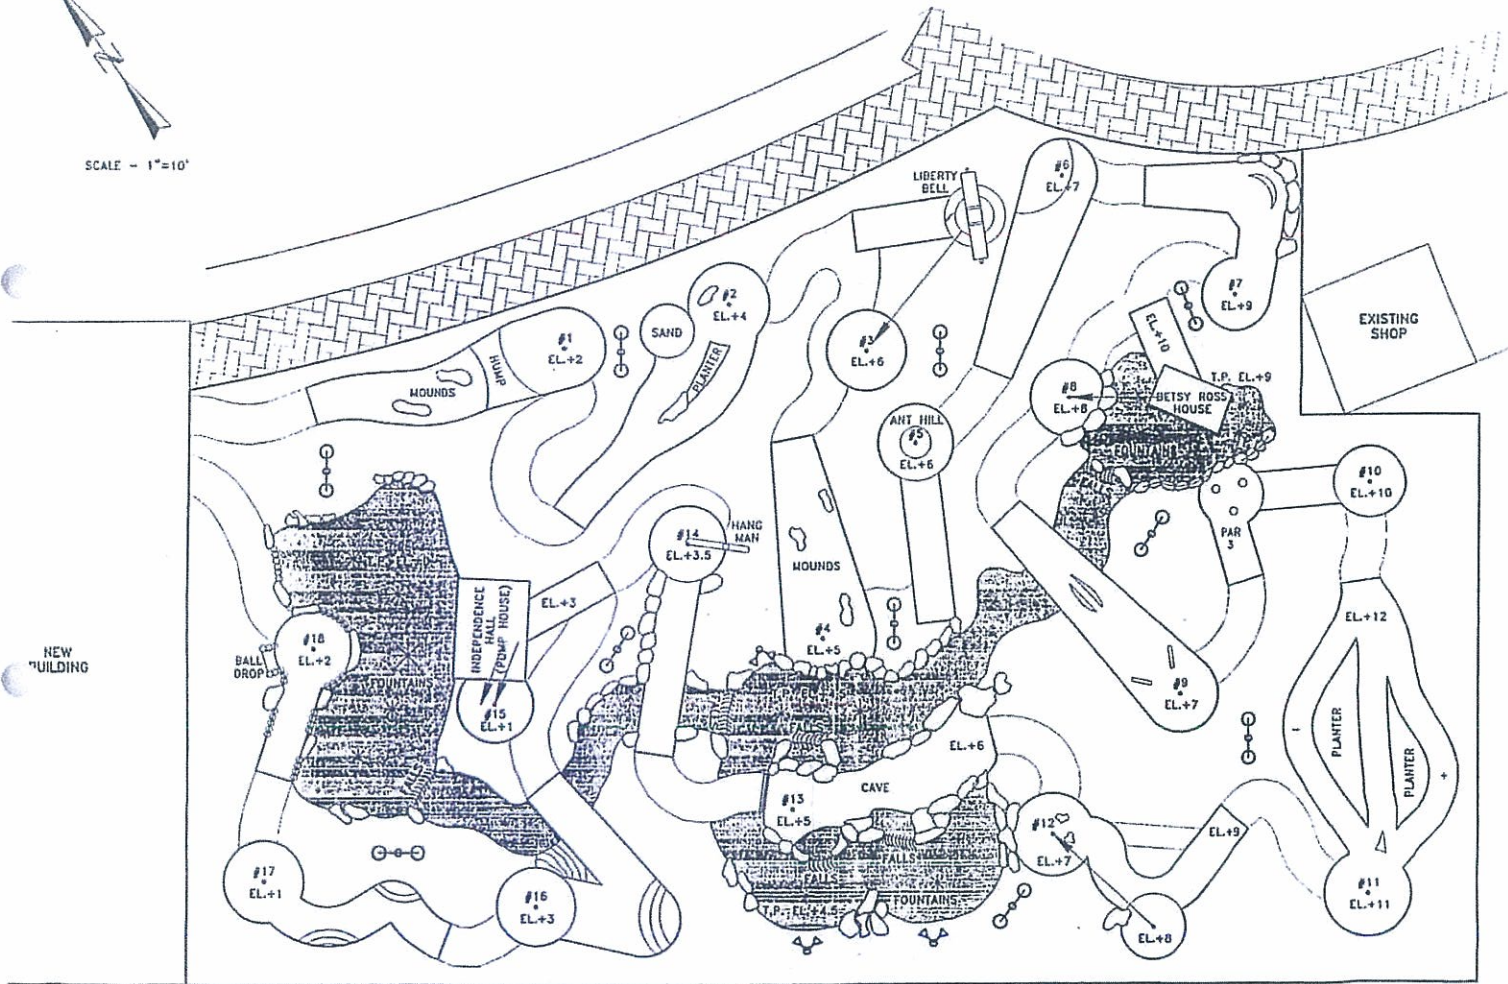 SCALE - 1"=10'
NEW
BUILDING
MOUNDS
HUMP
#1
EL.+2
SAND
#2
EL.+4
PLANTER
LIBERTY
BELL
#3
EL.+6
#6
EL.+7
#7
EL.+9
EXISTING
SHOP
EL.+10
T.P. EL.+9
BETSY ROSS
HOUSE
#8
EL.+8
FOUNTAINS
FALLS
ANT HILL
#5
EL.+6
MOUNDS
#4
EL.+5
#10
EL.+10
PAR
3
EL.+12
PLANTER
PLANTER
-
+
#9
EL.+7
#11
EL.+11
EL.+9
#12
EL.+7
EL.+8
EL.+6
CAVE
#13
EL.+5
FALLS
FALLS
FALLS
FOUNTAINS
T.P. EL.+4.5
HANG
MAN
#14
EL.+3.5
EL.+3
INDEPENDENCE
HALL
(PUMP HOUSE)
#15
EL.+1
#18
EL.+2
BALL
DROP
FOUNTAINS
#17
EL.+1
#16
EL.+3